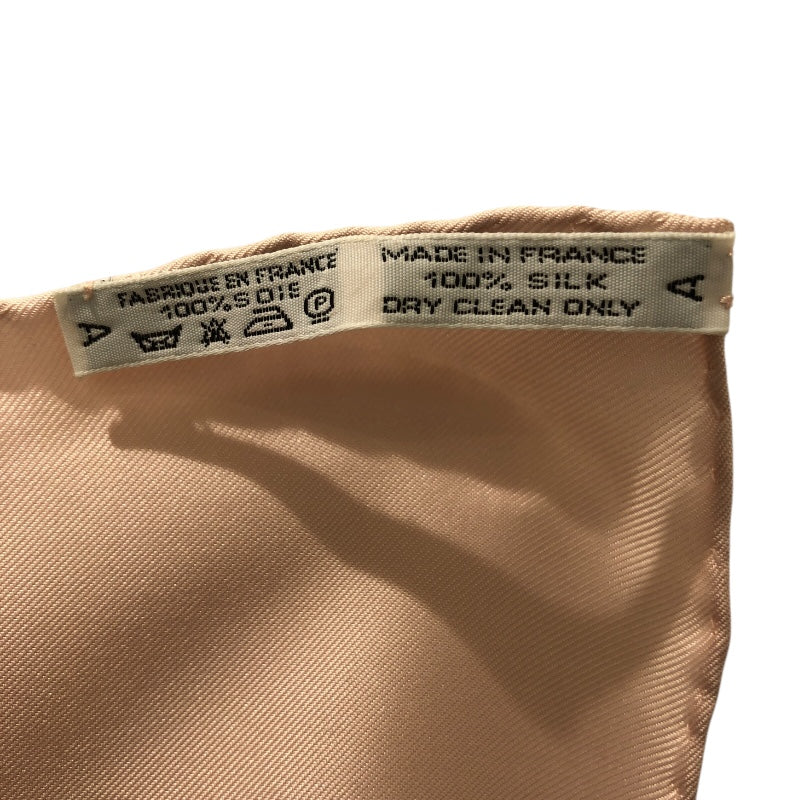 FABRIQUE EN FRANCE
100% SOIE
P
A
MADE IN FRANCE
100% SILK
DRY CLEAN ONLY
A